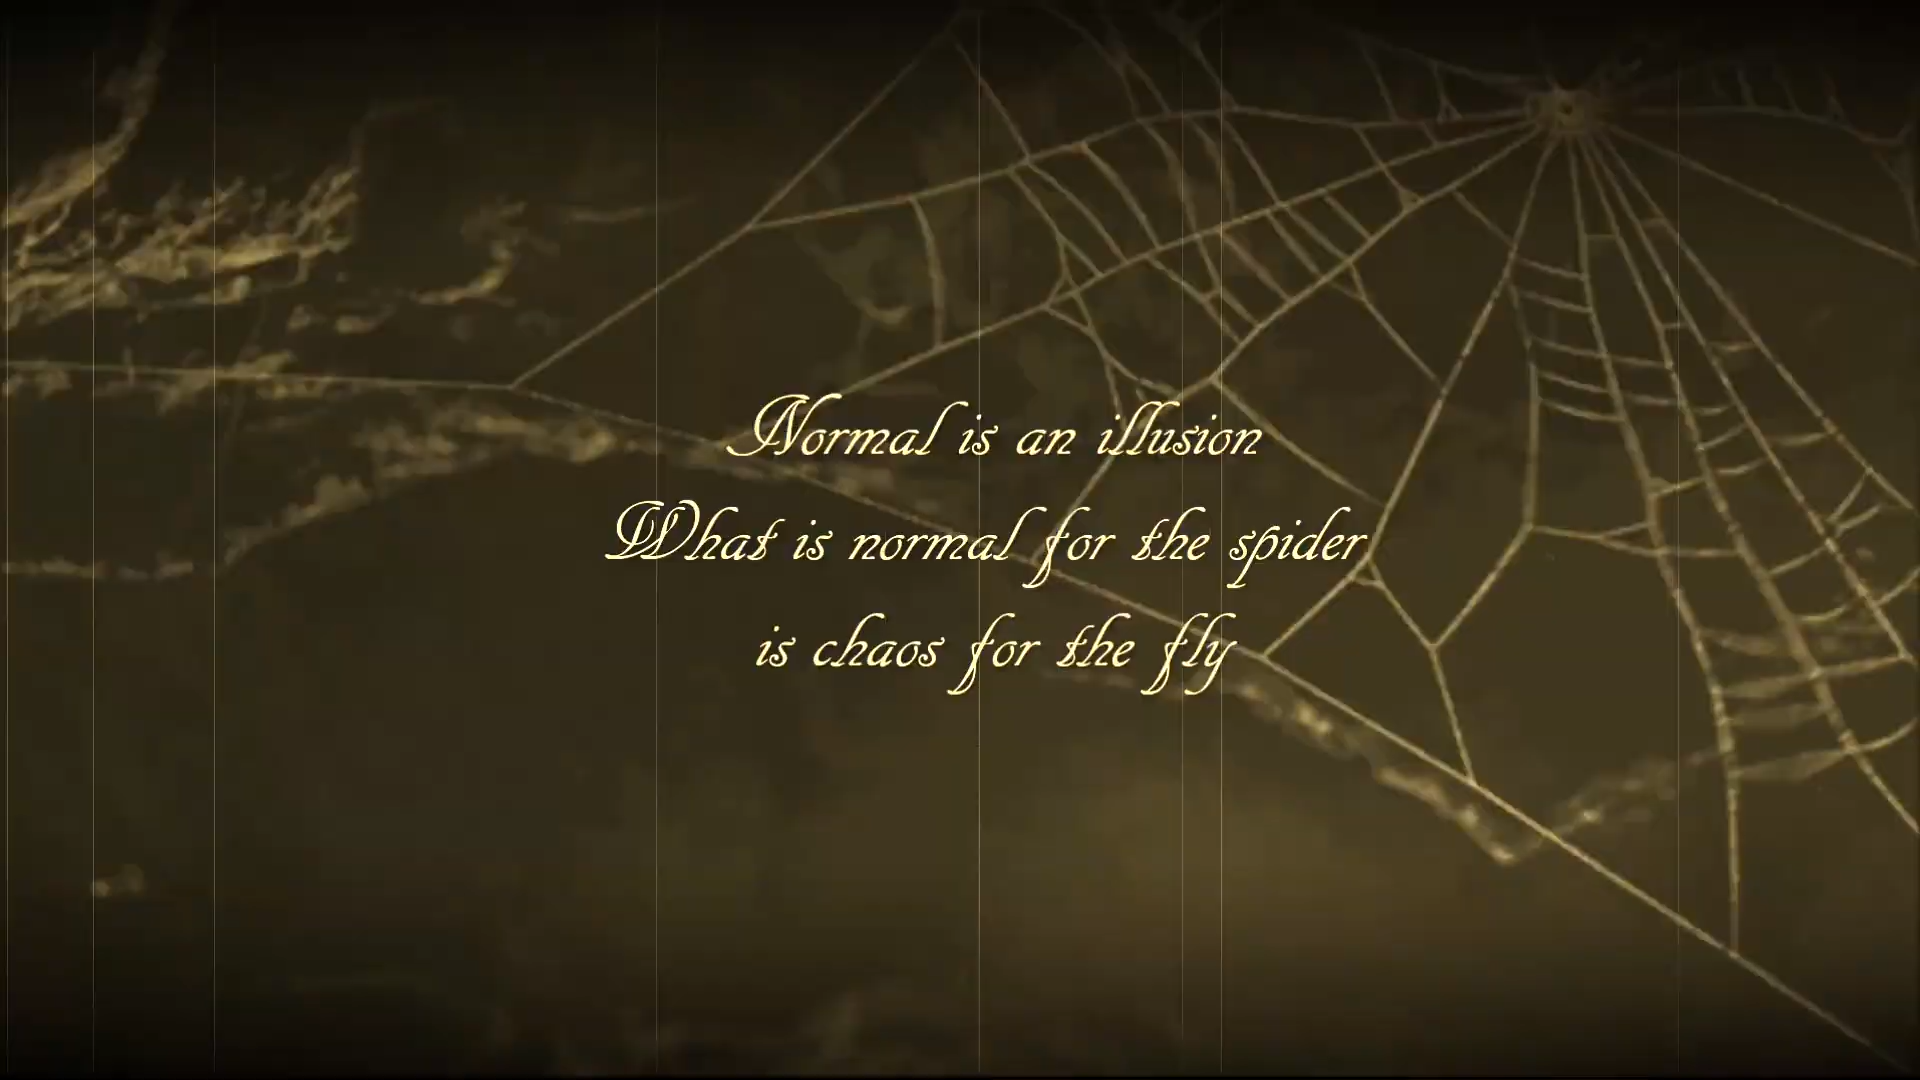 Normal is an illusion
What is normal for the spider
is chaos for the fly